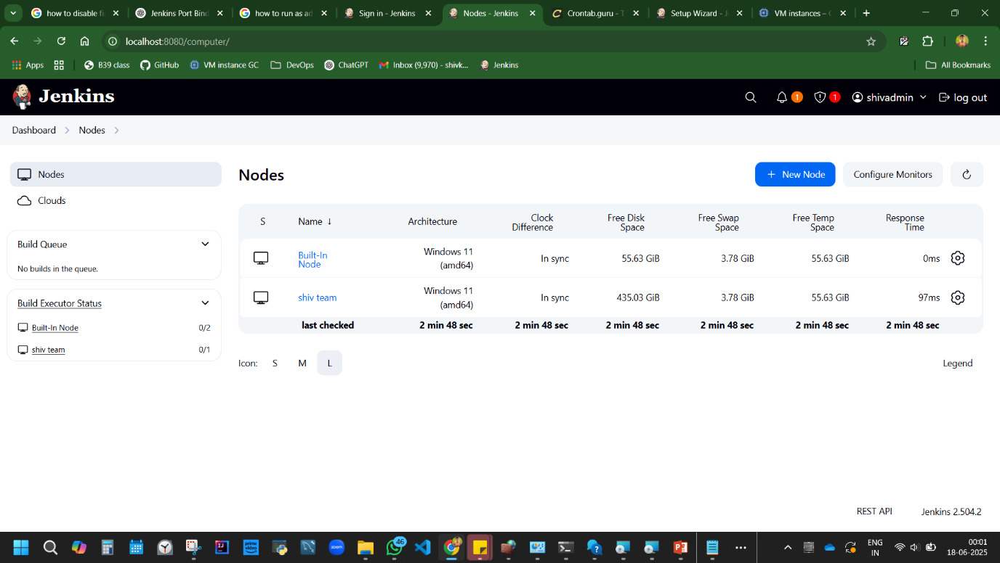 how to disable fi
Jenkins Port Bind
how to run as ad
Sign in - Jenkins
Nodes - Jenkins
Crontab.guru - T
Setup Wizard - J
VM instances – C
localhost:8080/computer/
Apps
B39 class
GitHub
VM instance GC
DevOps
ChatGPT
Inbox (9,970) - shivk...
Jenkins
All Bookmarks
Jenkins
1
1
shivadmin
log out
Dashboard
Nodes
Nodes
Clouds
Build Queue
No builds in the queue.
Build Executor Status
Built-In Node 0/2
shiv team 0/1
Nodes
+ New Node
Configure Monitors
S Name ↓ Architecture Clock Difference Free Disk Space Free Swap Space Free Temp Space Response Time
Built-In Node Windows 11 (amd64) In sync 55.63 GiB 3.78 GiB 55.63 GiB 0ms
shiv team Windows 11 (amd64) In sync 435.03 GiB 3.78 GiB 55.63 GiB 97ms
last checked 2 min 48 sec 2 min 48 sec 2 min 48 sec 2 min 48 sec 2 min 48 sec 2 min 48 sec
Icon: S M L
Legend
REST API
Jenkins 2.504.2
prime video
zoom
46
ENG
IN
00:01
18-06-2025